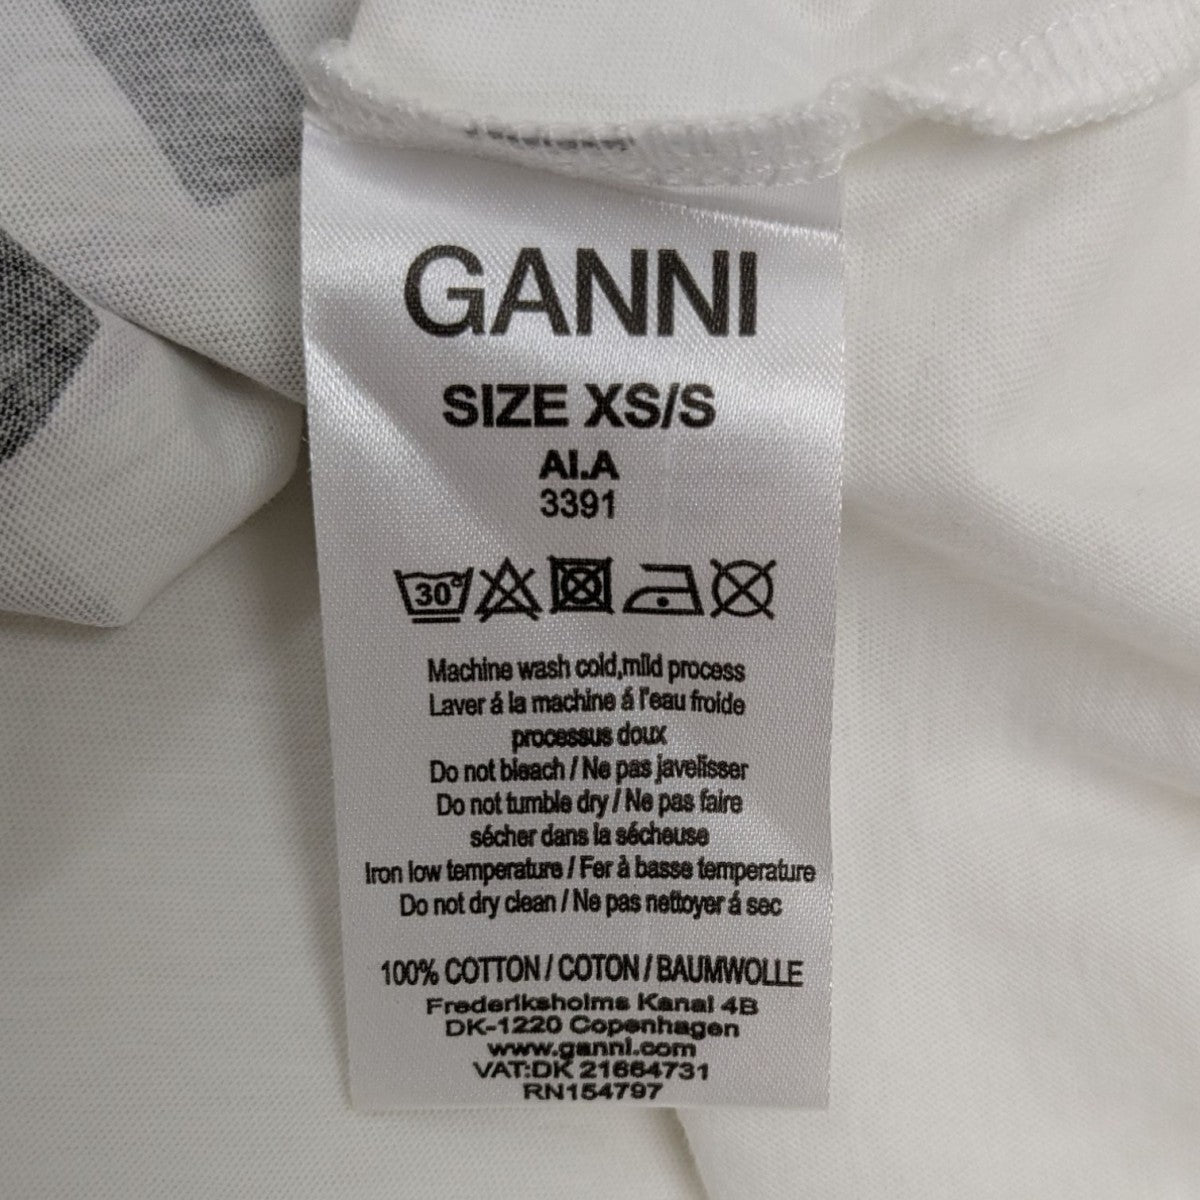 GANNI
SIZE XS/S
AI.A
3391
30°
Machine wash cold,mild process
Laver á la machine á l'eau froide
processus doux
Do not bleach / Ne pas javelisser
Do not tumble dry / Ne pas faire
sécher dans la sécheuse
Iron low temperature / Fer à basse temperature
Do not dry clean / Ne pas nettoyer á sec
100% COTTON / COTON / BAUMWOLLE
Frederiksholms Kanal 4B
DK-1220 Copenhagen
www.ganni.com
VAT:DK 21664731
RN154797